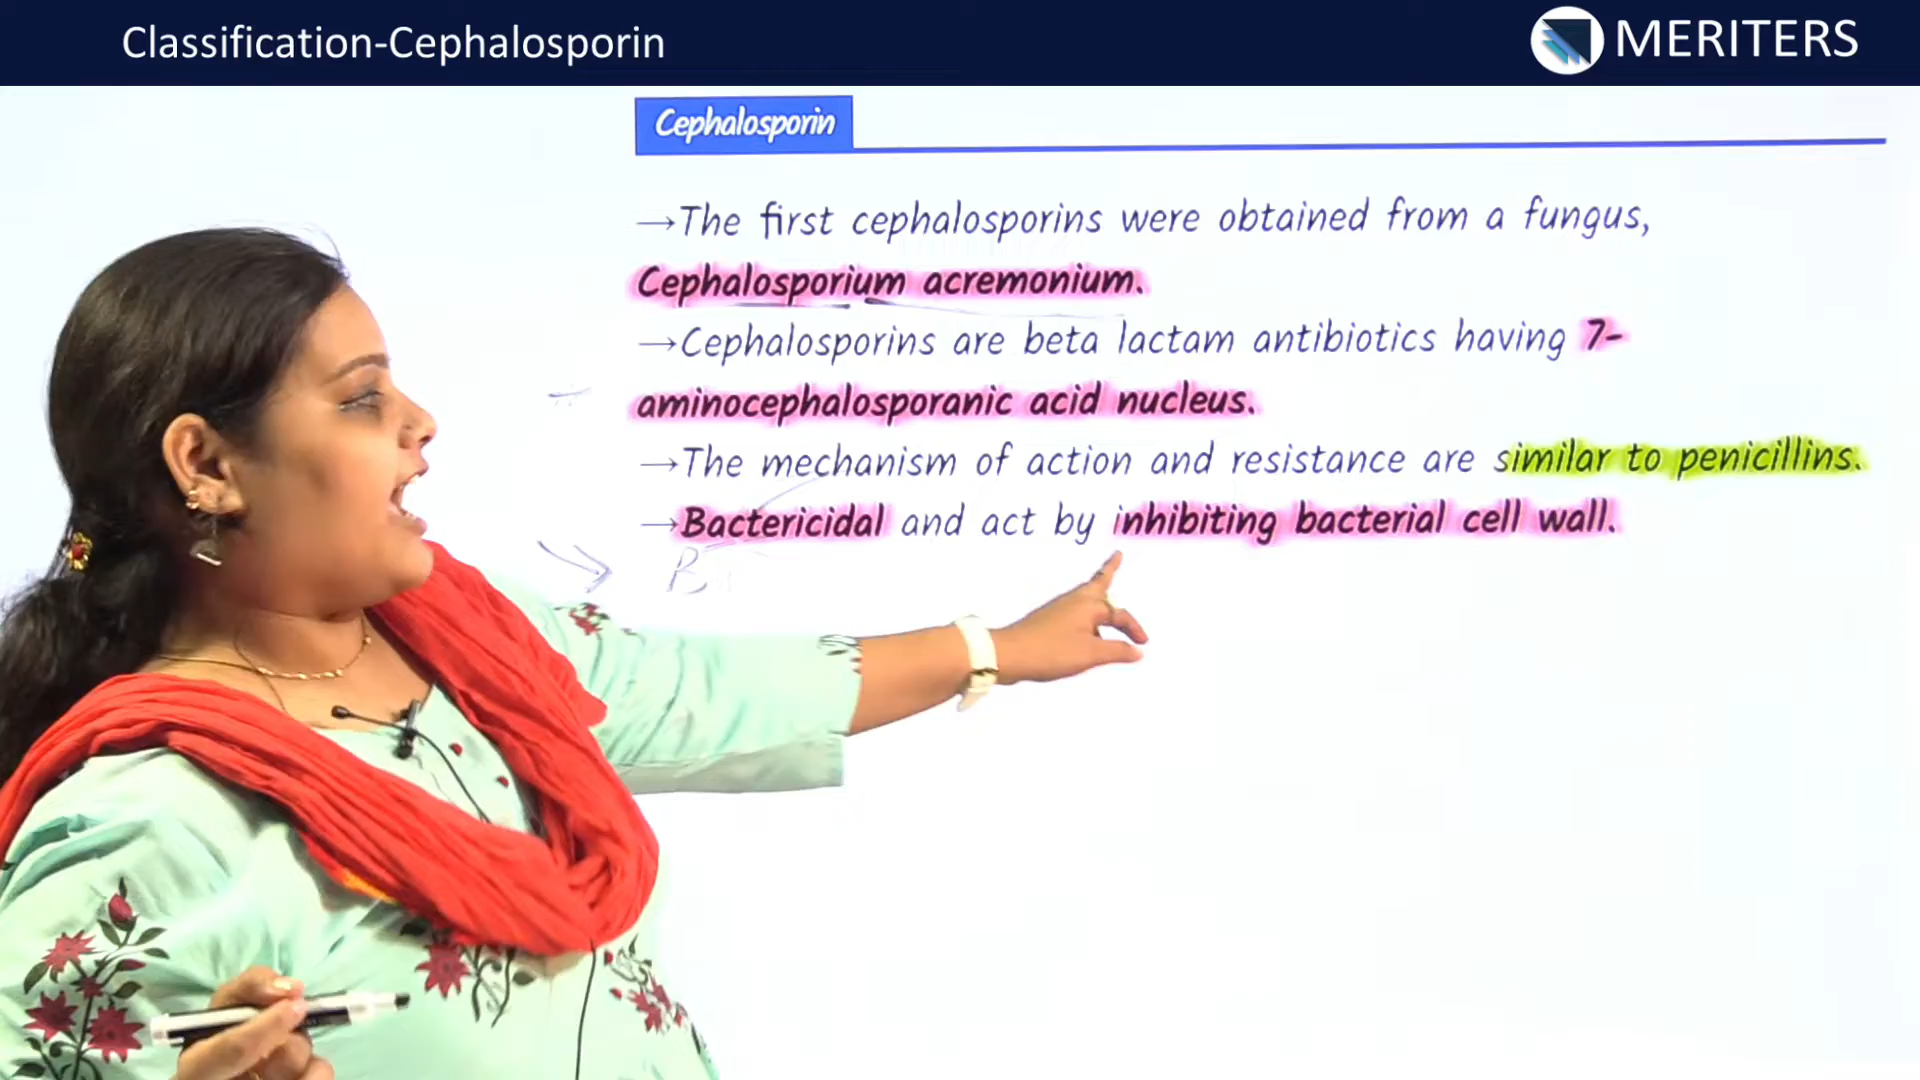 Classification-Cephalosporin
MERITERS
Cephalosporin
→The first cephalosporins were obtained from a fungus,
Cephalosporium acremonium.
→Cephalosporins are beta lactam antibiotics having 7-
aminocephalosporanic acid nucleus.
→The mechanism of action and resistance are similar to penicillins.
→Bactericidal and act by inhibiting bacterial cell wall.
B